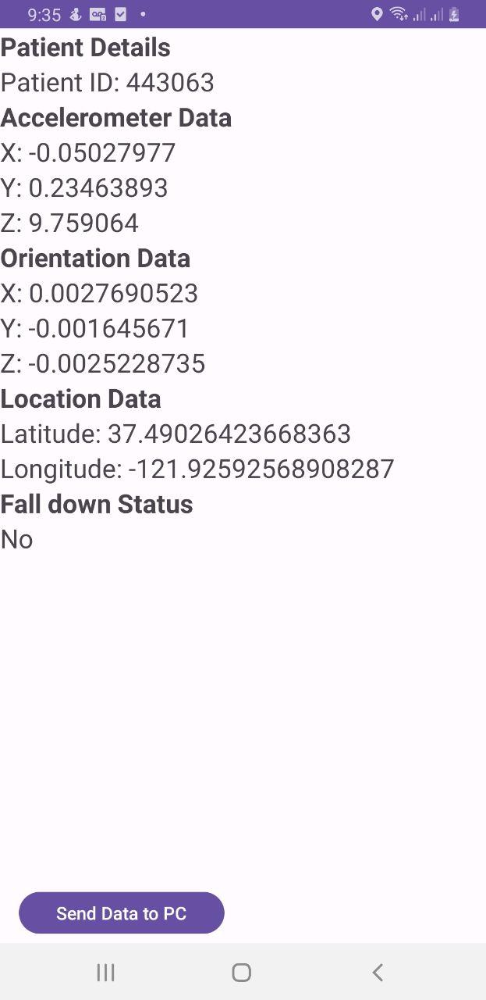 9:35
Patient Details
Patient ID: 443063
Accelerometer Data
X: -0.05027977
Y: 0.23463893
Z: 9.759064
Orientation Data
X: 0.0027690523
Y: -0.001645671
Z: -0.0025228735
Location Data
Latitude: 37.49026423668363
Longitude: -121.92592568908287
Fall down Status
No
Send Data to PC